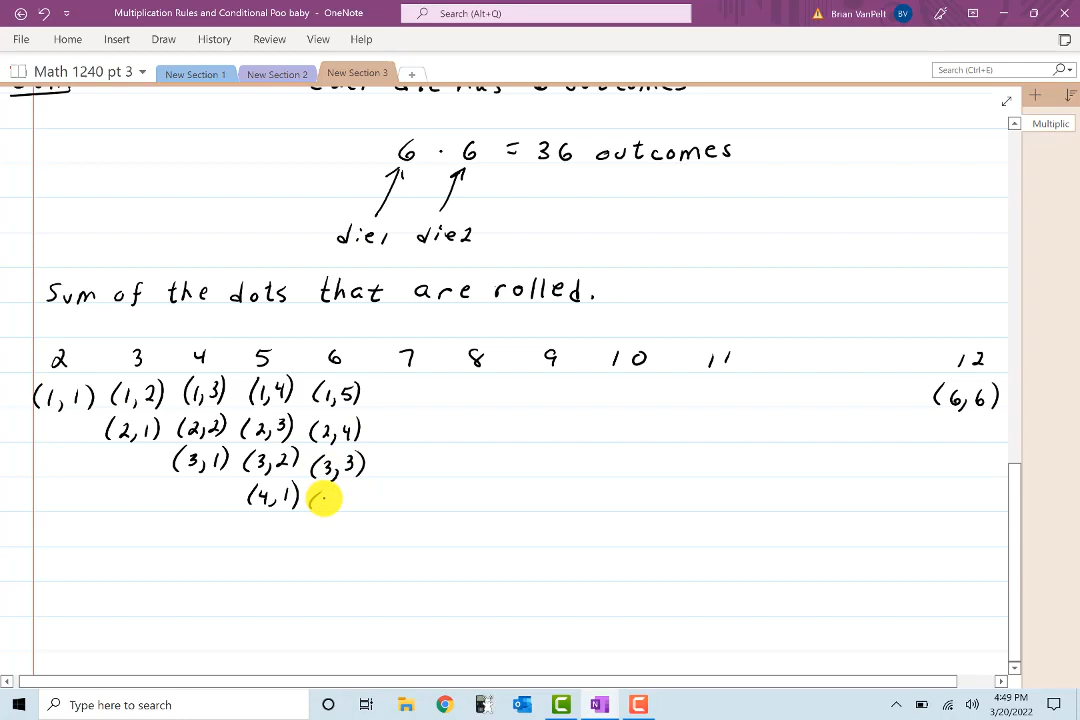 Multiplication Rules and Conditional Poo baby - OneNote
Search (Alt+Q)
Brian VanPelt BV
File Home Insert Draw History Review View Help
Math 1240 pt 3 New Section 1 New Section 2 New Section 3 +
Search (Ctrl+E)
Multiplic
6 · 6 = 36 outcomes
die1 die2
Sum of the dots that are rolled.
2 3 4 5 6 7 8 9 10 11 12
(1, 1) (1, 2) (1, 3) (1, 4) (1, 5) (6, 6)
(2, 1) (2, 2) (2, 3) (2, 4)
(3, 1) (3, 2) (3, 3)
(4, 1) (
Type here to search
4:49 PM
3/20/2022